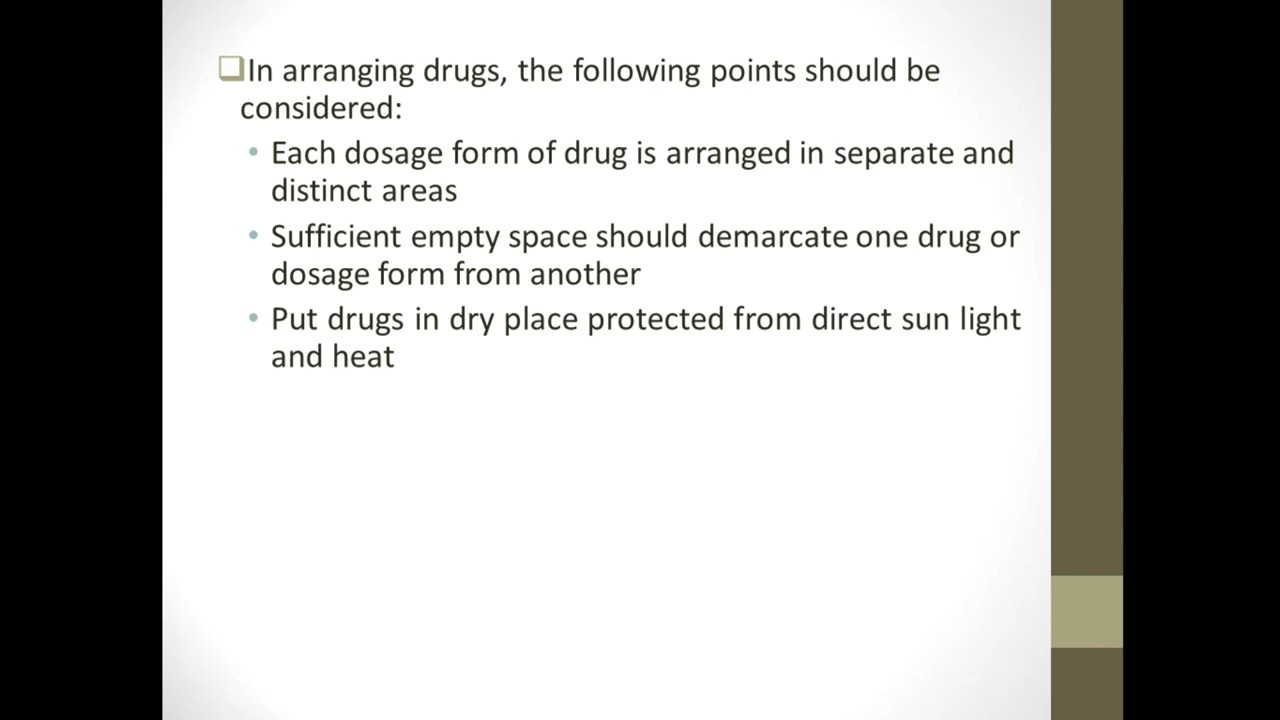 In arranging drugs, the following points should be
considered:
• Each dosage form of drug is arranged in separate and
distinct areas
• Sufficient empty space should demarcate one drug or
dosage form from another
• Put drugs in dry place protected from direct sun light
and heat